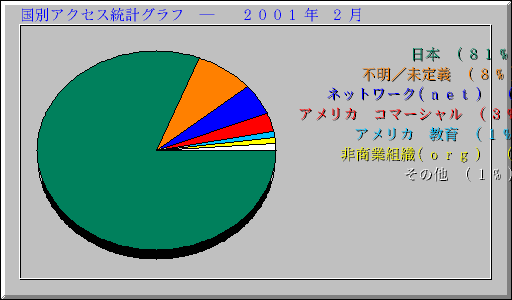 国別アクセス統計グラフ ― ２００１年 ２月
日本 (８１％
不明／未定義 (８％
ネットワーク(ｎｅｔ) (
アメリカ コマーシャル (３％
アメリカ 教育 (１％
非商業組織(ｏｒｇ) (
その他 (１％)